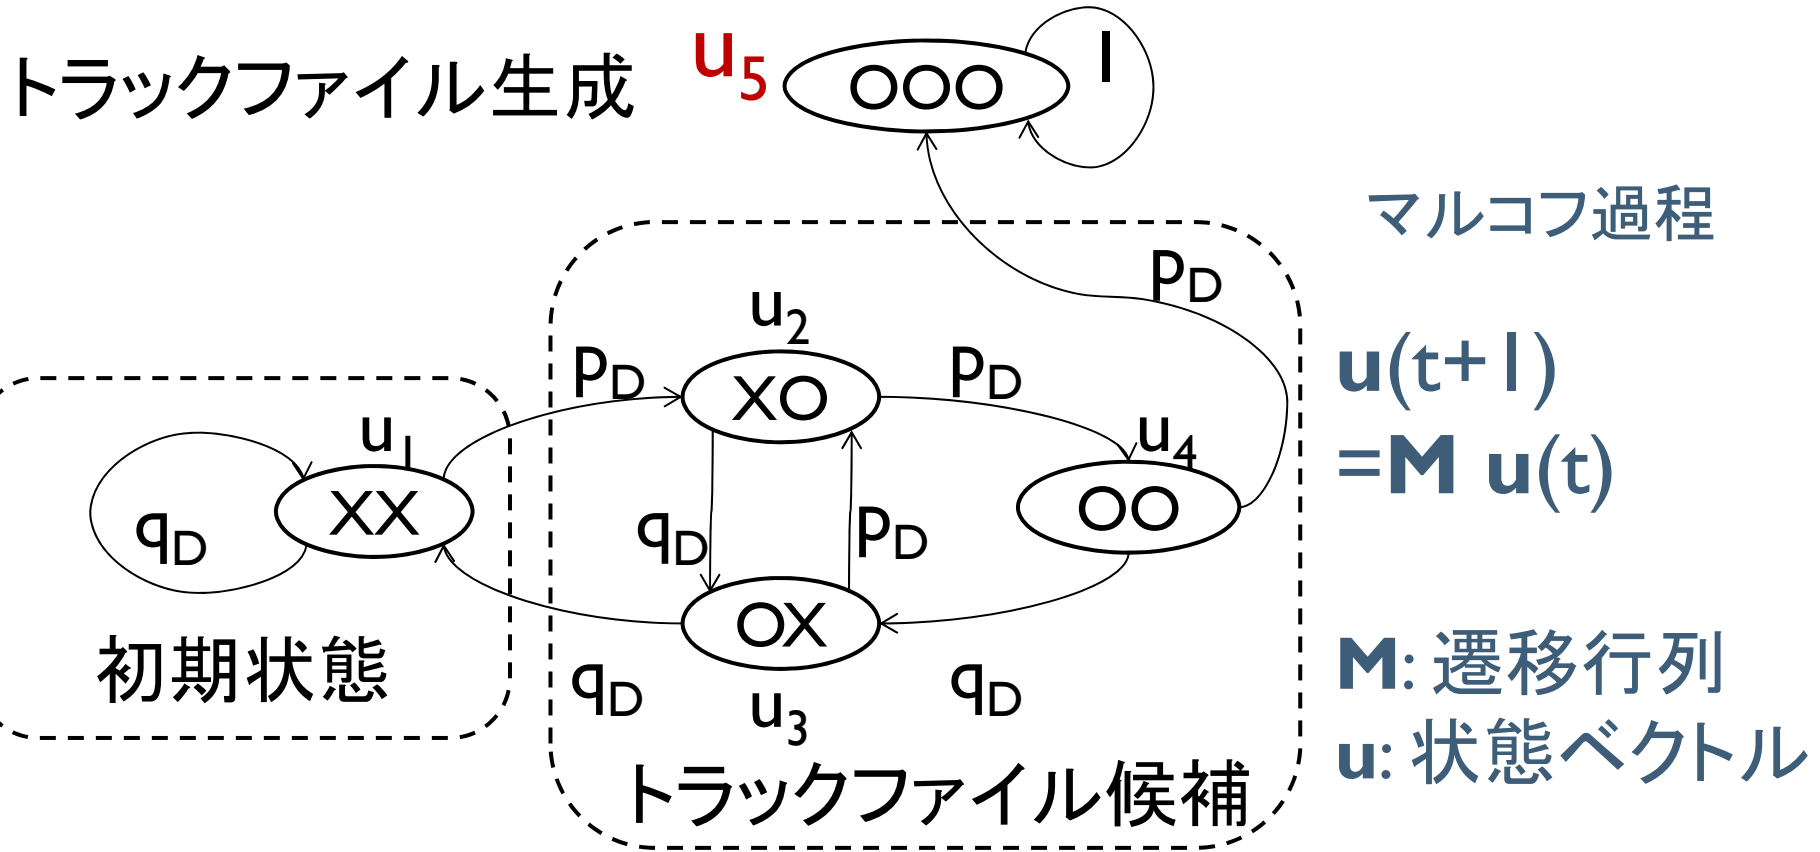 トラックファイル生成
u5
OOO
1
マルコフ過程
pD
u2
pD
XO
pD
u(t+1)
=M u(t)
u1
XX
qD
qD
pD
u4
OO
初期状態
OX
qD
u3
qD
トラックファイル候補
M: 遷移行列
u: 状態ベクトル